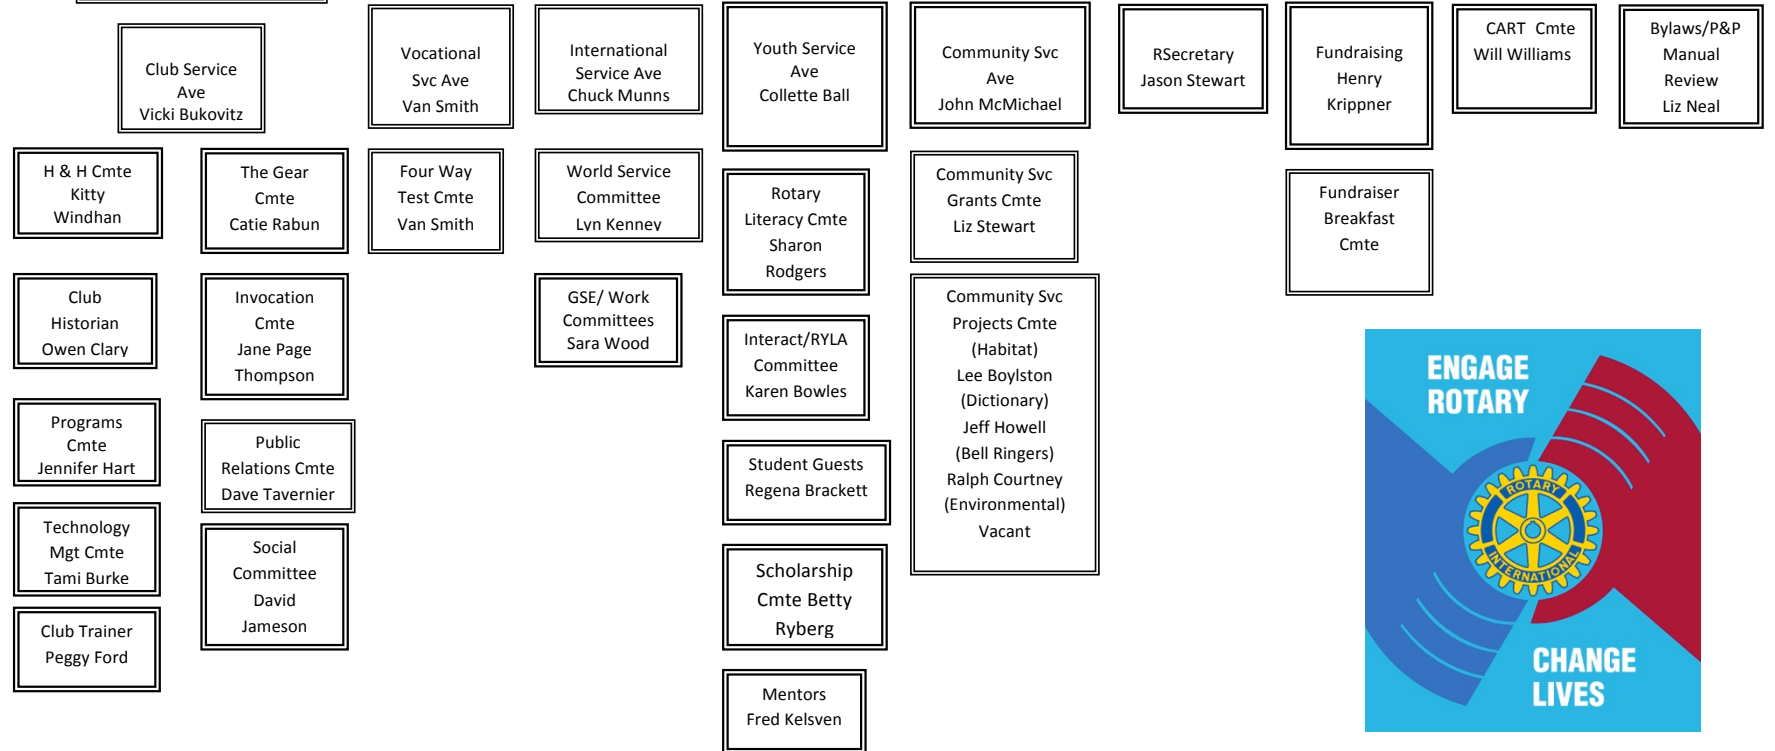 Club Service
Ave
Vicki Bukovitz
Vocational
Svc Ave
Van Smith
International
Service Ave
Chuck Munns
Youth Service
Ave
Collette Ball
Community Svc
Ave
John McMichael
RSecretary
Jason Stewart
Fundraising
Henry
Krippner
CART Cmte
Will Williams
Bylaws/P&P
Manual
Review
Liz Neal
H & H Cmte
Kitty
Windhan
The Gear
Cmte
Catie Rabun
Four Way
Test Cmte
Van Smith
World Service
Committee
Lyn Kenney
Rotary
Literacy Cmte
Sharon
Rodgers
Community Svc
Grants Cmte
Liz Stewart
Fundraiser
Breakfast
Cmte
Club
Historian
Owen Clary
Invocation
Cmte
Jane Page
Thompson
GSE/ Work
Committees
Sara Wood
Interact/RYLA
Committee
Karen Bowles
Community Svc
Projects Cmte
(Habitat)
Lee Boylston
(Dictionary)
Jeff Howell
(Bell Ringers)
Ralph Courtney
(Environmental)
Vacant
Programs
Cmte
Jennifer Hart
Public
Relations Cmte
Dave Tavernier
Student Guests
Regena Brackett
Technology
Mgt Cmte
Tami Burke
Social
Committee
David
Jameson
Scholarship
Cmte Betty
Ryberg
Club Trainer
Peggy Ford
Mentors
Fred Kelsven
ENGAGE
ROTARY
ROTARY
INTERNATIONAL
CHANGE
LIVES